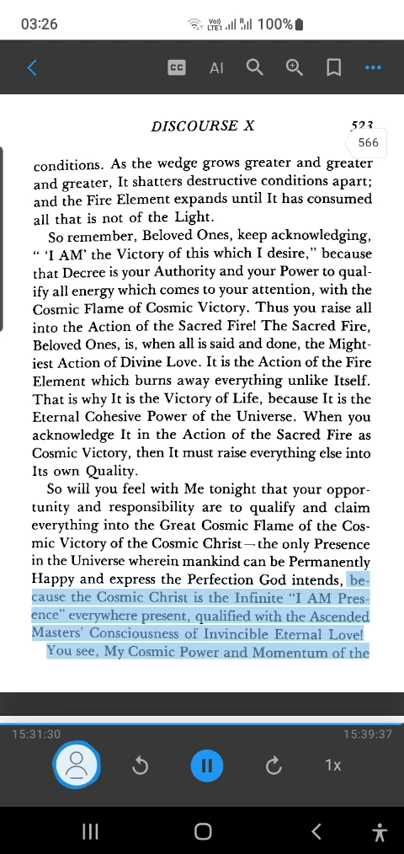 03:26
Vo)) LTE1 R 100%
CC AI
DISCOURSE X 523
566
conditions. As the wedge grows greater and greater
and greater, It shatters destructive conditions apart;
and the Fire Element expands until It has consumed
all that is not of the Light.
So remember, Beloved Ones, keep acknowledging,
“ ‘I AM’ the Victory of this which I desire,” because
that Decree is your Authority and your Power to qual-
ify all energy which comes to your attention, with the
Cosmic Flame of Cosmic Victory. Thus you raise all
into the Action of the Sacred Fire! The Sacred Fire,
Beloved Ones, is, when all is said and done, the Might-
iest Action of Divine Love. It is the Action of the Fire
Element which burns away everything unlike Itself.
That is why It is the Victory of Life, because It is the
Eternal Cohesive Power of the Universe. When you
acknowledge It in the Action of the Sacred Fire as
Cosmic Victory, then It must raise everything else into
Its own Quality.
So will you feel with Me tonight that your oppor-
tunity and responsibility are to qualify and claim
everything into the Great Cosmic Flame of the Cos-
mic Victory of the Cosmic Christ—the only Presence
in the Universe wherein mankind can be Permanently
Happy and express the Perfection God intends, be-
cause the Cosmic Christ is the Infinite “I AM Pres-
ence” everywhere present, qualified with the Ascended
Masters’ Consciousness of Invincible Eternal Love!
You see, My Cosmic Power and Momentum of the
15:31:30 15:39:37
1x